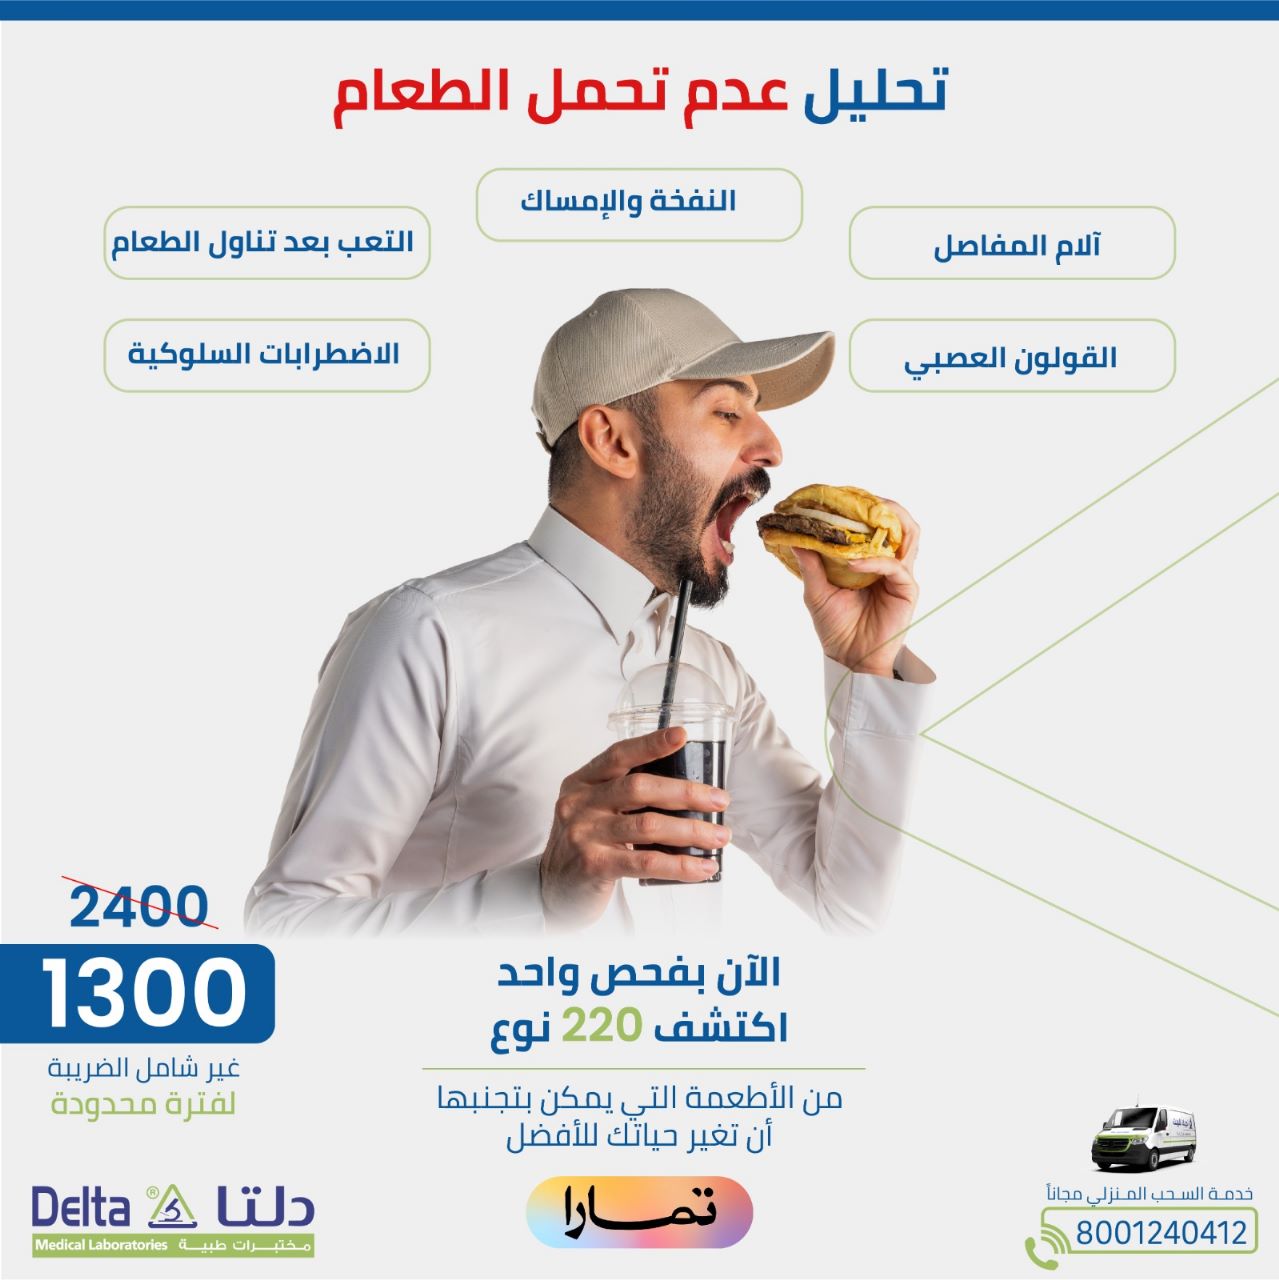 تحليل عدم تحمل الطعام
النفخة والإمساك
آلام المفاصل
التعب بعد تناول الطعام
القولون العصبي
الاضطرابات السلوكية
2400
1300
غير شامل الضريبة
لفترة محدودة
الآن بفحص واحد
اكتشف 220 نوع
من الأطعمة التي يمكن بتجنبها
أن تغير حياتك للأفضل
تمارا
خدمة السحب المنزلي مجاناً
8001240412
Delta ® دلتا
Medical Laboratories مختبرات طبية